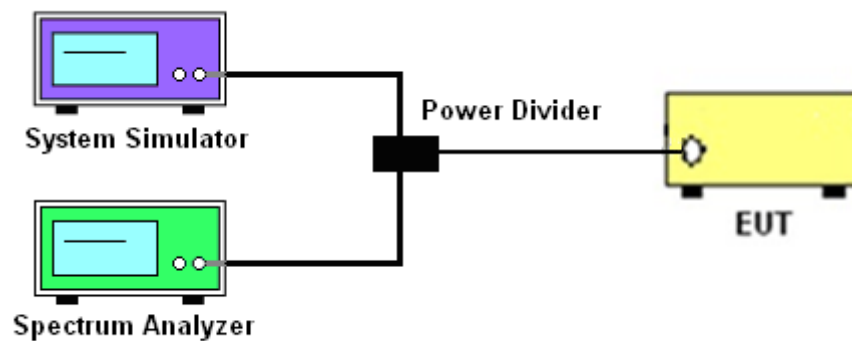 System Simulator
Power Divider
EUT
Spectrum Analyzer